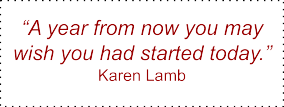 “A year from now you may
wish you had started today.”
Karen Lamb